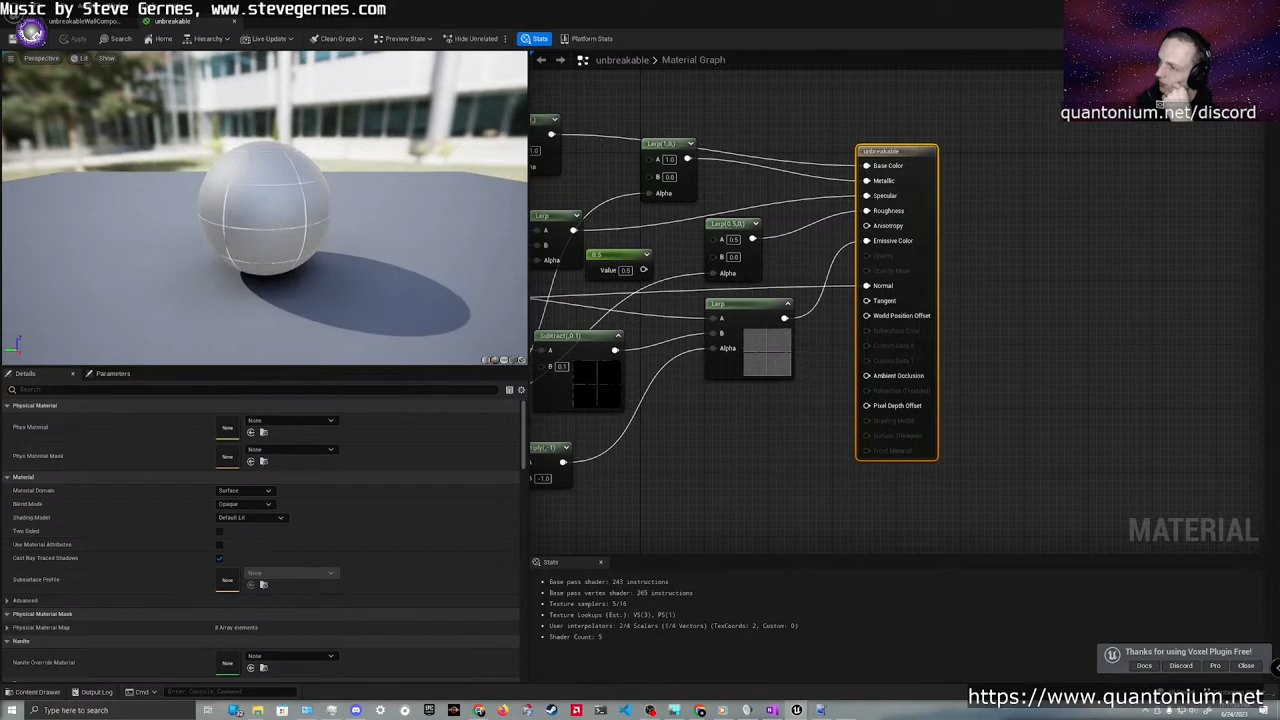 Music by Steve Gernes, www.stevegernes.com
unbreakableWallCompo...
unbreakable
Apply
Search
Home
Hierarchy
Live Update
Clean Graph
Preview State
Hide Unrelated
Stats
Platform Stats
Perspective
Lit
Show
unbreakable > Material Graph
quantonium.net/discord
1.0
Lerp(1,0,)
A 1.0
B 0.0
Alpha
unbreakable
Base Color
Metallic
Specular
Roughness
Anisotropy
Emissive Color
Opacity
Opacity Mask
Normal
Tangent
World Position Offset
Subsurface Color
Custom Data 0
Custom Data 1
Ambient Occlusion
Refraction (Disabled)
Pixel Depth Offset
Shading Model
Surface Thickness
Front Material
Lerp
A
B
Alpha
Lerp(0.5,0,)
A 0.5
B 0.0
Alpha
0.5
Value 0.5
Lerp
A
B
Alpha
Subtract(,0.1)
A
B 0.1
iply(,-1)
B -1.0
MATERIAL
Details
Parameters
Search
Physical Material
Phys Material
None
None
Phys Material Mask
None
None
Material
Material Domain
Surface
Blend Mode
Opaque
Shading Model
Default Lit
Two Sided
Use Material Attributes
Cast Ray Traced Shadows
Subsurface Profile
None
None
Advanced
Physical Material Mask
Physical Material Map
8 Array elements
Nanite
Nanite Override Material
None
None
Stats
Base pass shader: 243 instructions
Base pass vertex shader: 265 instructions
Texture samplers: 5/16
Texture Lookups (Est.): VS(3), PS(1)
User interpolators: 2/4 Scalars (1/4 Vectors) (TexCoords: 2, Custom: 0)
Shader Count: 5
Thanks for using Voxel Plugin Free!
Docs
Discord
Pro
Close
Content Drawer
Output Log
Cmd
Enter Console Command
https://www.quantonium.net
Type here to search
6/24/2023